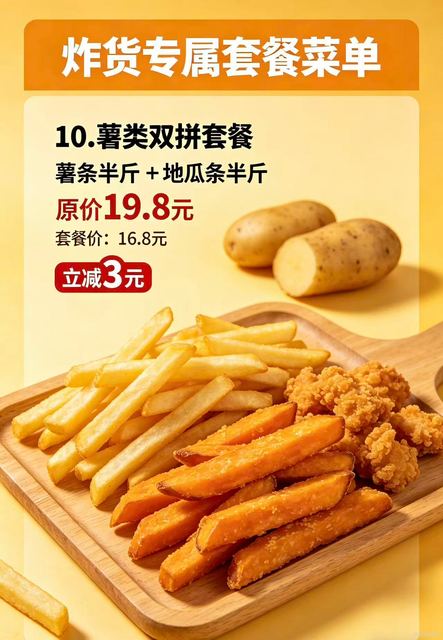 炸货专属套餐菜单
10.薯类双拼套餐
薯条半斤+地瓜条半斤
原价19.8元
套餐价：16.8元
立减3元